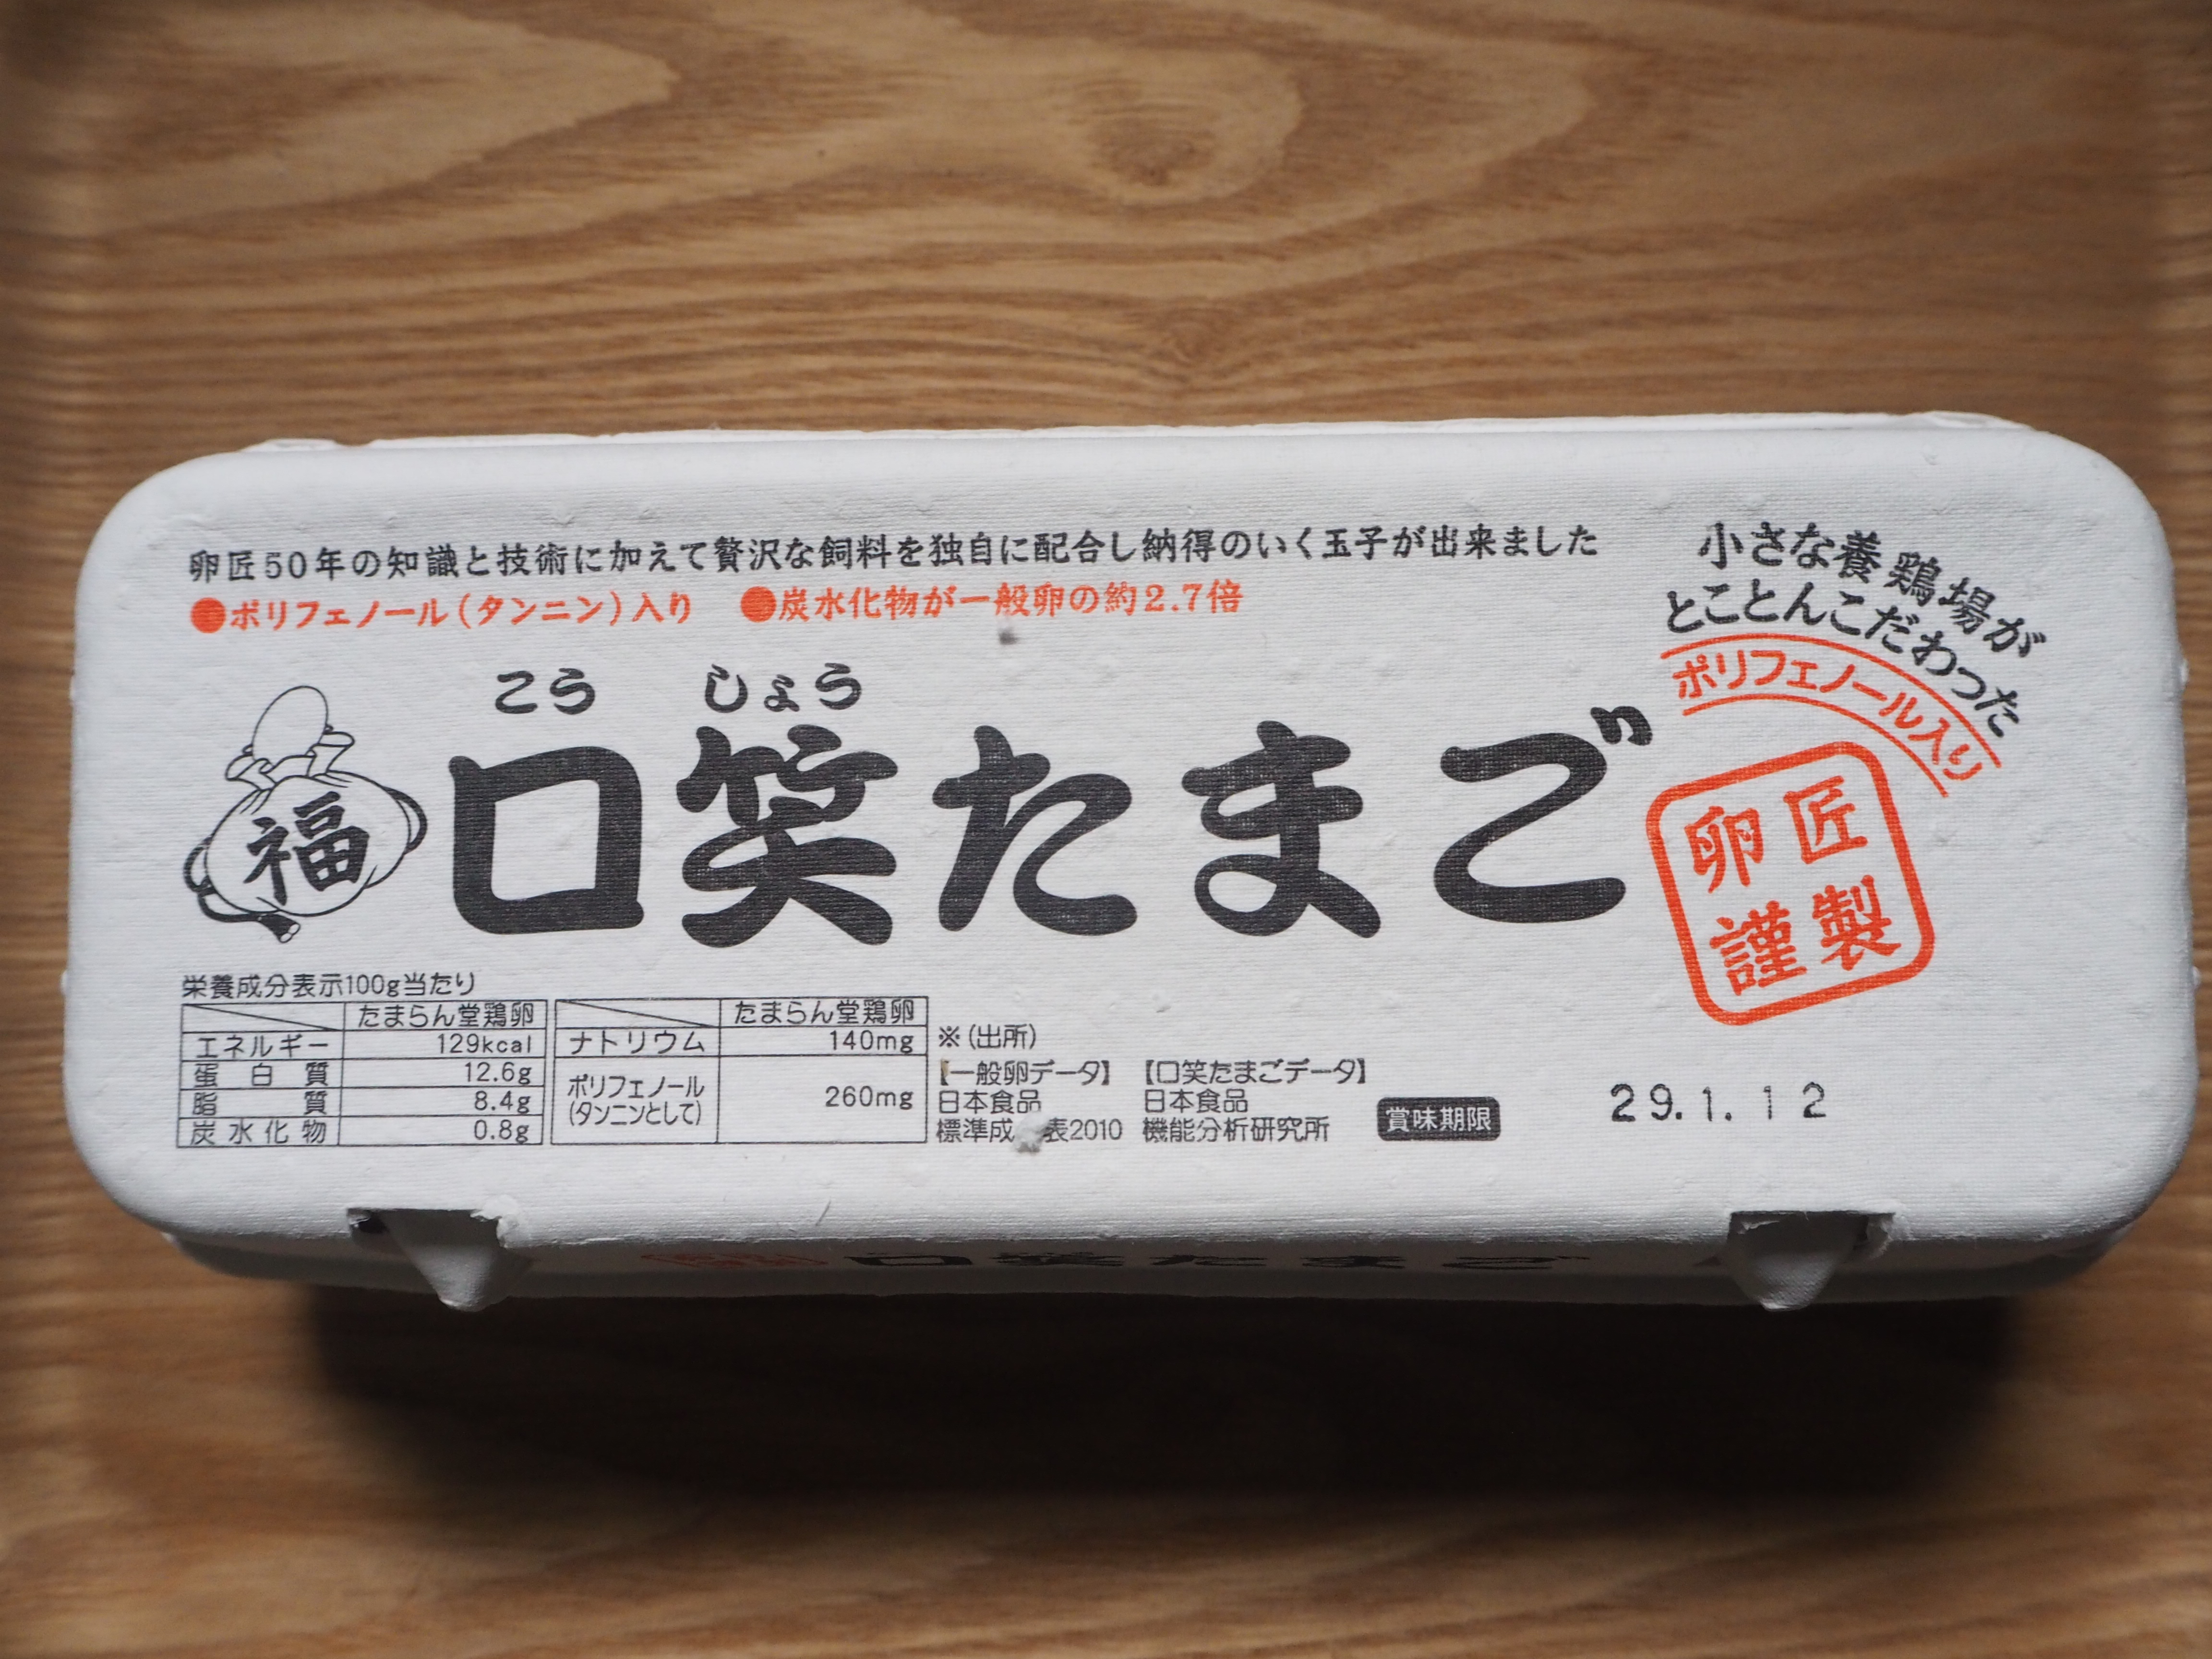 卵匠50年の知識と技術に加えて贅沢な飼料を独自に配合し納得のいく玉子が出来ました
●ポリフェノール(タンニン)入り ●炭水化物が一般卵の約2.7倍
小さな養鶏場が
とことんこだわった
ポリフェノール入り
こう しょう
口笑たまご
福
卵匠
謹製
栄養成分表示100g当たり
たまらん堂鶏卵
エネルギー 129kcal
蛋白質 12.6g
脂質 8.4g
炭水化物 0.8g
たまらん堂鶏卵
ナトリウム 140mg
ポリフェノール
(タンニンとして) 260mg
※(出所)
【一般卵データ】 【口笑たまごデータ】
日本食品 日本食品
標準成 表2010 機能分析研究所
賞味期限 29.1.12
口笑たまご